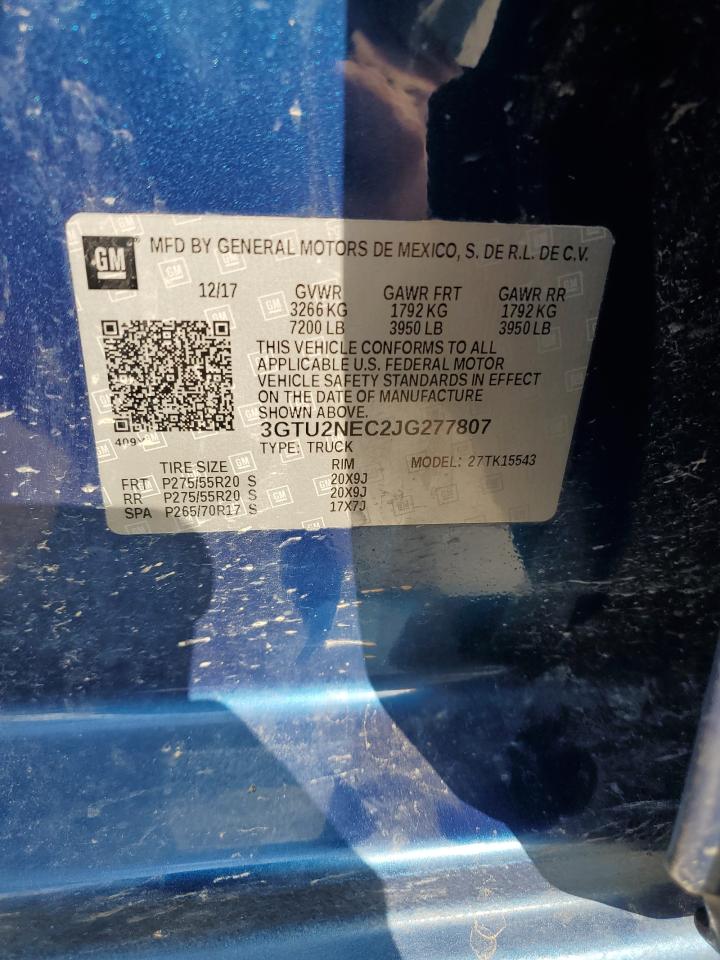 GM MFD BY GENERAL MOTORS DE MEXICO, S. DE R.L. DE C.V.
12/17 GVWR GAWR FRT GAWR RR
3266 KG 1792 KG 1792 KG
7200 LB 3950 LB 3950 LB
THIS VEHICLE CONFORMS TO ALL
APPLICABLE U.S. FEDERAL MOTOR
VEHICLE SAFETY STANDARDS IN EFFECT
ON THE DATE OF MANUFACTURE
SHOWN ABOVE.
3GTU2NEC2JG277807
TYPE: TRUCK
TIRE SIZE RIM MODEL: 27TK15543
FRT P275/55R20 S 20X9J
RR P275/55R20 S 20X9J
SPA P265/70R17 S 17X7J